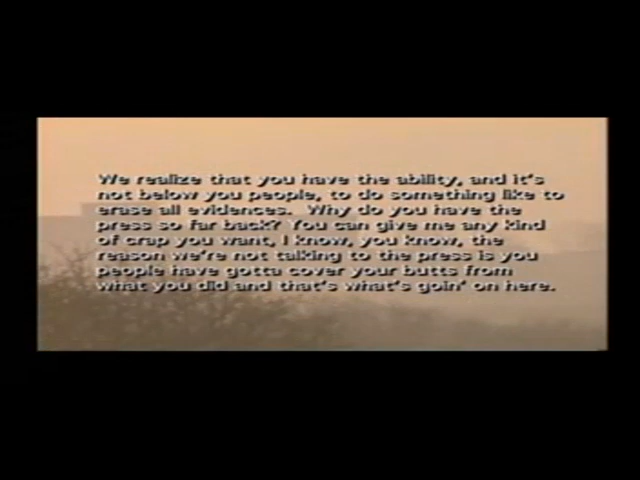 We realize that you have the ability, and it's
not below you people, to do something like to
erase all evidences. Why do you have the
press so far back? You can give me any kind
of crap you want, I know, you know, the
reason we're not talking to the press is you
people have gotta cover your butts from
what you did and that's what's goin' on here.